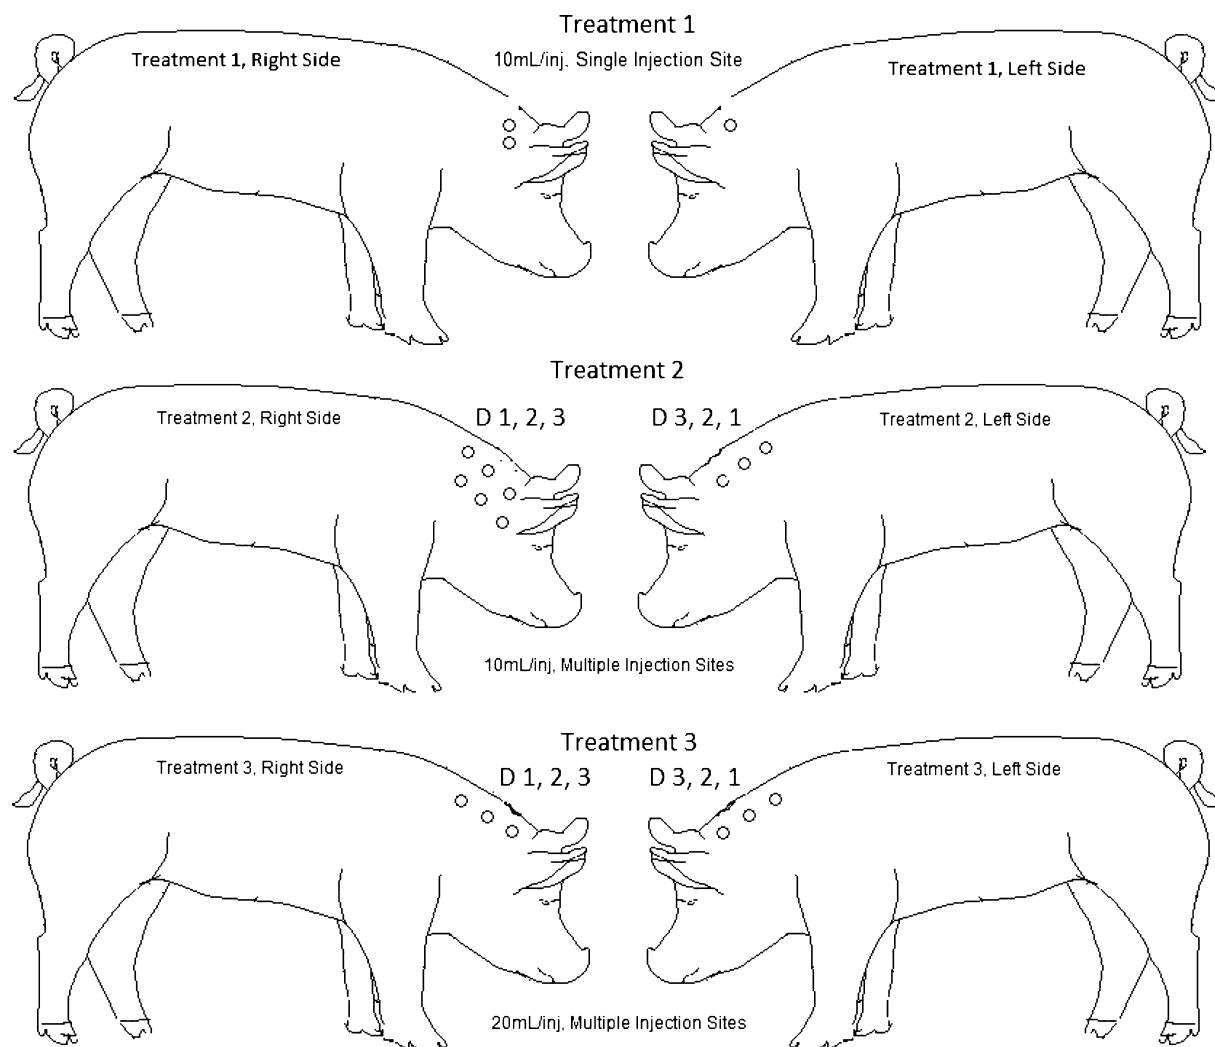 Treatment 1
Treatment 1, Right Side
10mL/inj. Single Injection Site
Treatment 1, Left Side
Treatment 2
Treatment 2, Right Side
D 1, 2, 3
D 3, 2, 1
Treatment 2, Left Side
10mL/inj, Multiple Injection Sites
Treatment 3
Treatment 3, Right Side
D 1, 2, 3
D 3, 2, 1
Treatment 3, Left Side
20mL/inj, Multiple Injection Sites